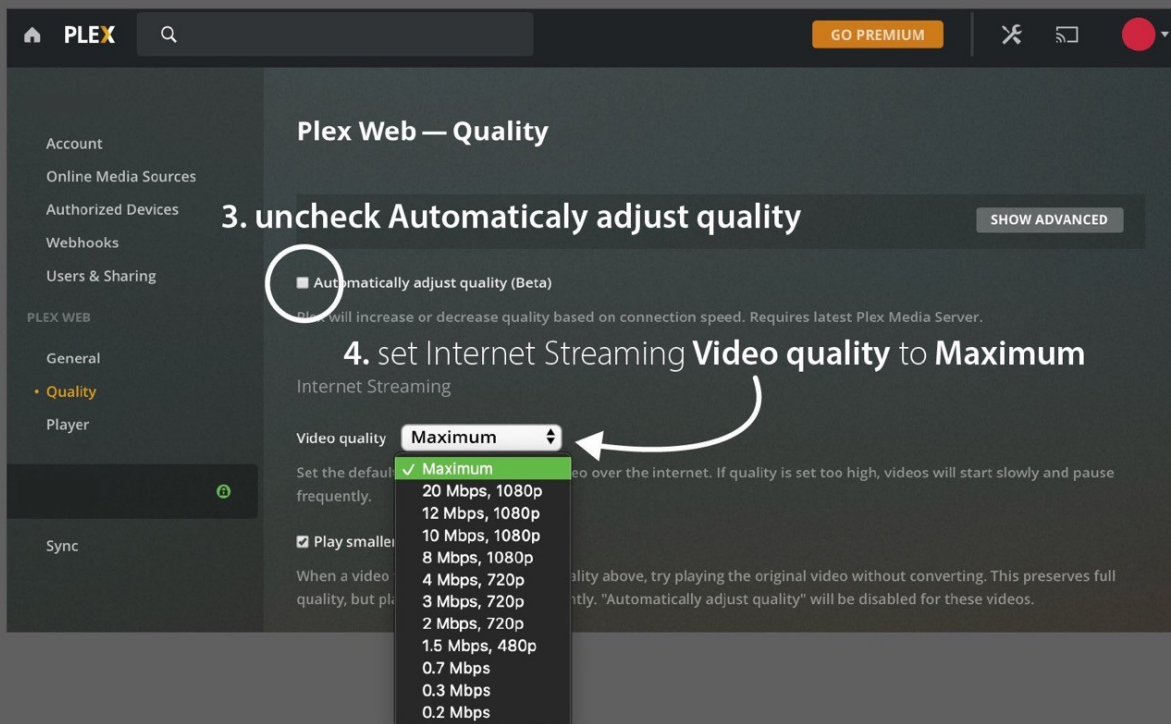 PLEX
GO PREMIUM
Account
Online Media Sources
Authorized Devices
Webhooks
Users & Sharing
PLEX WEB
General
• Quality
Player
Sync
Plex Web — Quality
3. uncheck Automaticaly adjust quality
SHOW ADVANCED
Automatically adjust quality (Beta)
Plex will increase or decrease quality based on connection speed. Requires latest Plex Media Server.
4. set Internet Streaming Video quality to Maximum
Internet Streaming
Video quality Maximum
✓ Maximum
20 Mbps, 1080p
12 Mbps, 1080p
10 Mbps, 1080p
8 Mbps, 1080p
4 Mbps, 720p
3 Mbps, 720p
2 Mbps, 720p
1.5 Mbps, 480p
0.7 Mbps
0.3 Mbps
0.2 Mbps
Set the over the internet. If quality is set too high, videos will start slowly and pause
frequently.
Play smaller
When a video above, try playing the original video without converting. This preserves full
quality, but "Automatically adjust quality" will be disabled for these videos.